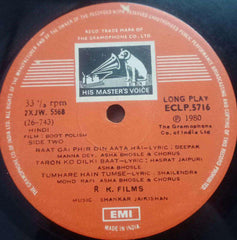 REGD. TRADE MARK OF
THE GRAMOPHONE CO. LTD.
HIS MASTER'S VOICE
33 1/3 rpm
2XJW. 5568
(26-743)
HINDI
FILM : BOOT POLISH
SIDE TWO
LONG PLAY
ECLP.5716
℗ 1980
The Gramophone
Co. of India Ltd
RAAT GAI PHIR DIN AATA HAI—LYRIC: DEEPAK
MANNA DEY, ASHA BHOSLE & CHORUS
TARON KO DILKI BAAT—LYRIC: HASRAT JAIPURI
ASHA BHOSLE
TUMHARE HAIN TUMSE—LYRIC: SHAILENDRA
MOHD RAFI ASHA BHOSLE & CHORUS
R K. FILMS
MUSIC: SHANKAR JAIKISHAN
EMI
MADE IN INDIA